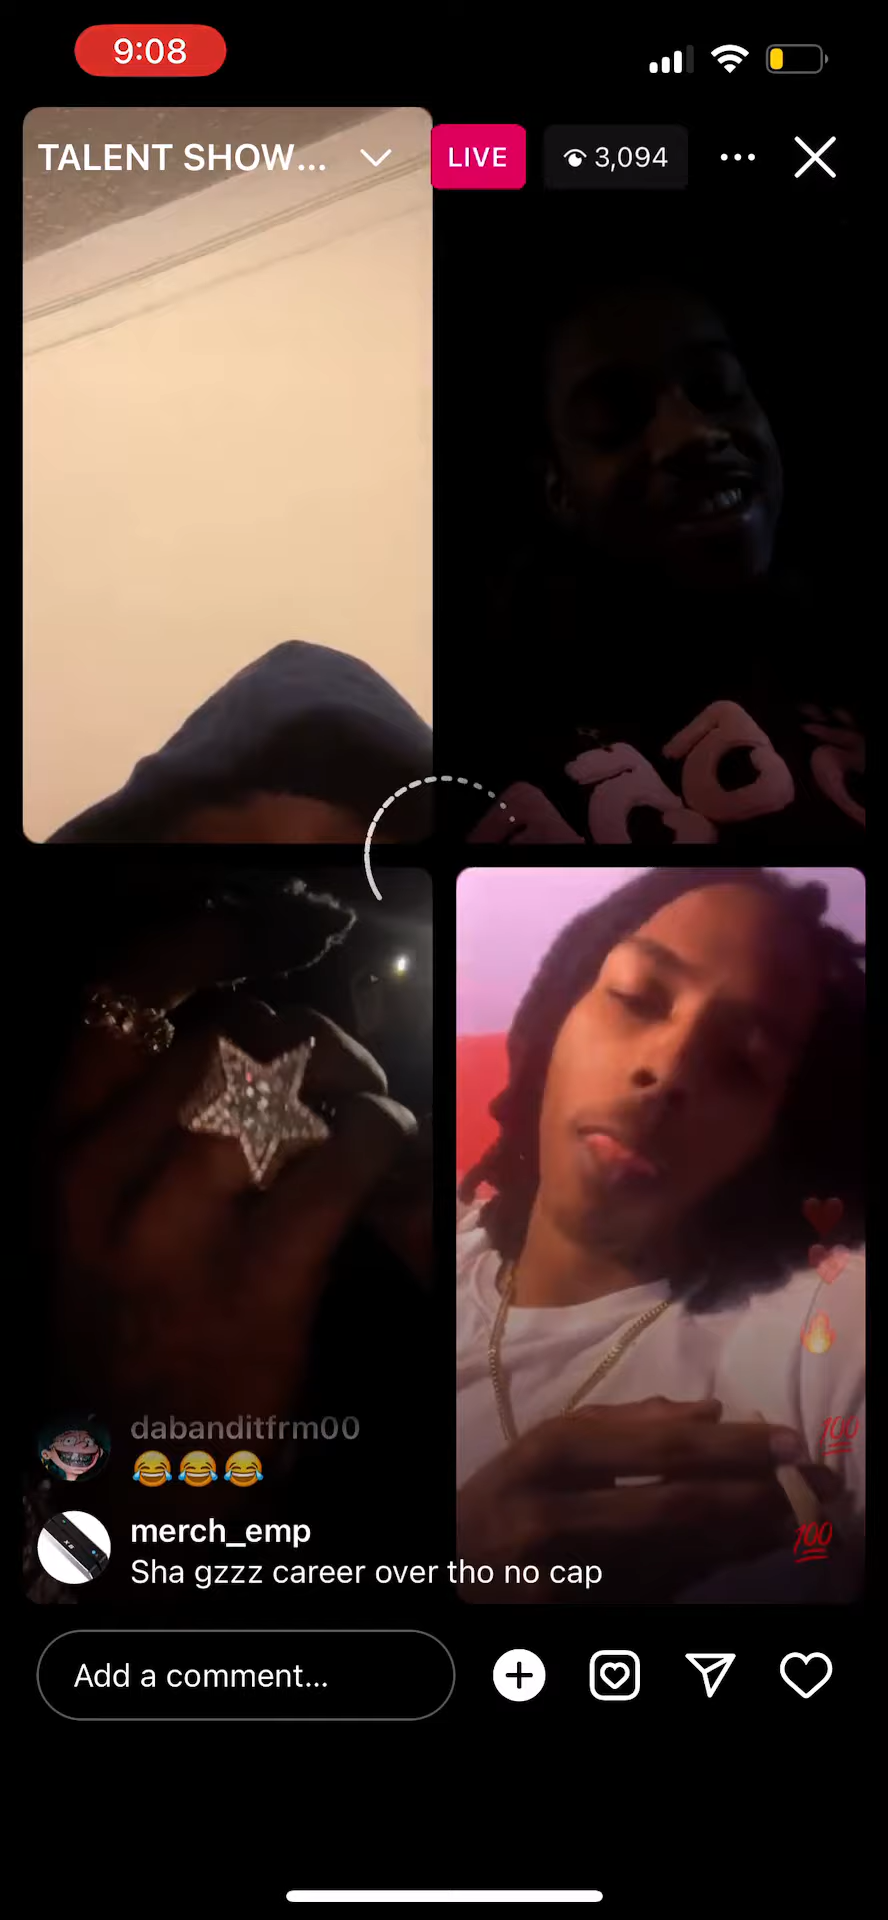 9:08
TALENT SHOW...
LIVE
3,094
dabanditfrm00
😂😂😂
merch_emp
Sha gzzz career over tho no cap
Add a comment...